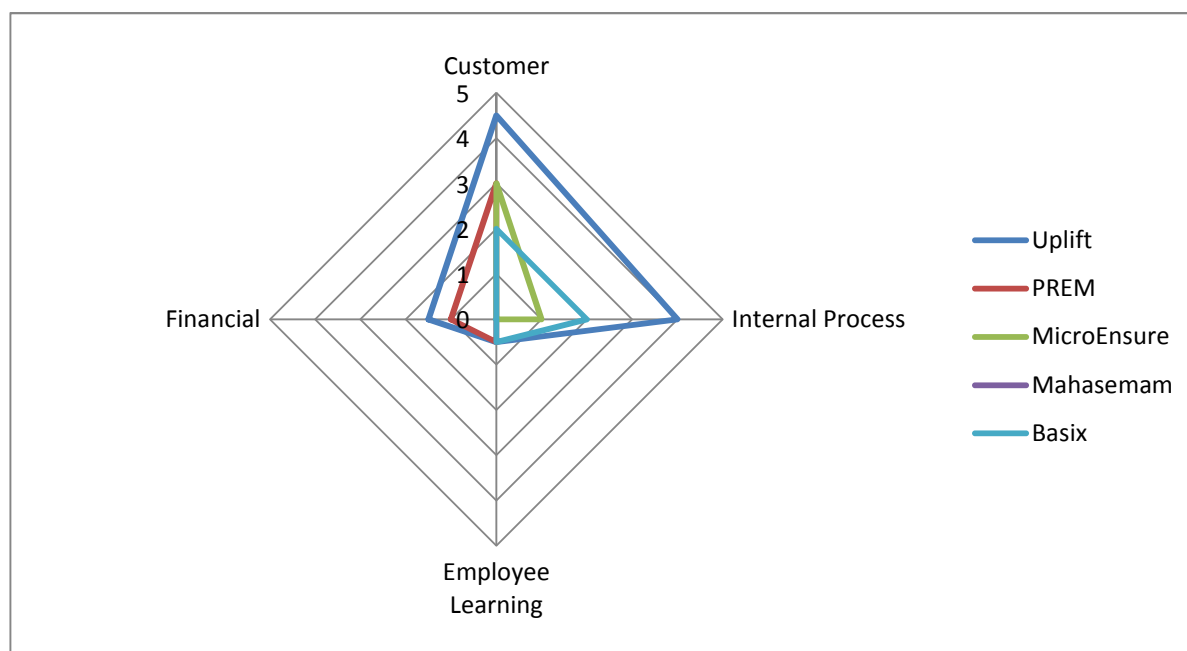 Customer
5
4
3
2
1
0
Financial
Internal Process
Employee
Learning
Uplift
PREM
MicroEnsure
Mahasemam
Basix